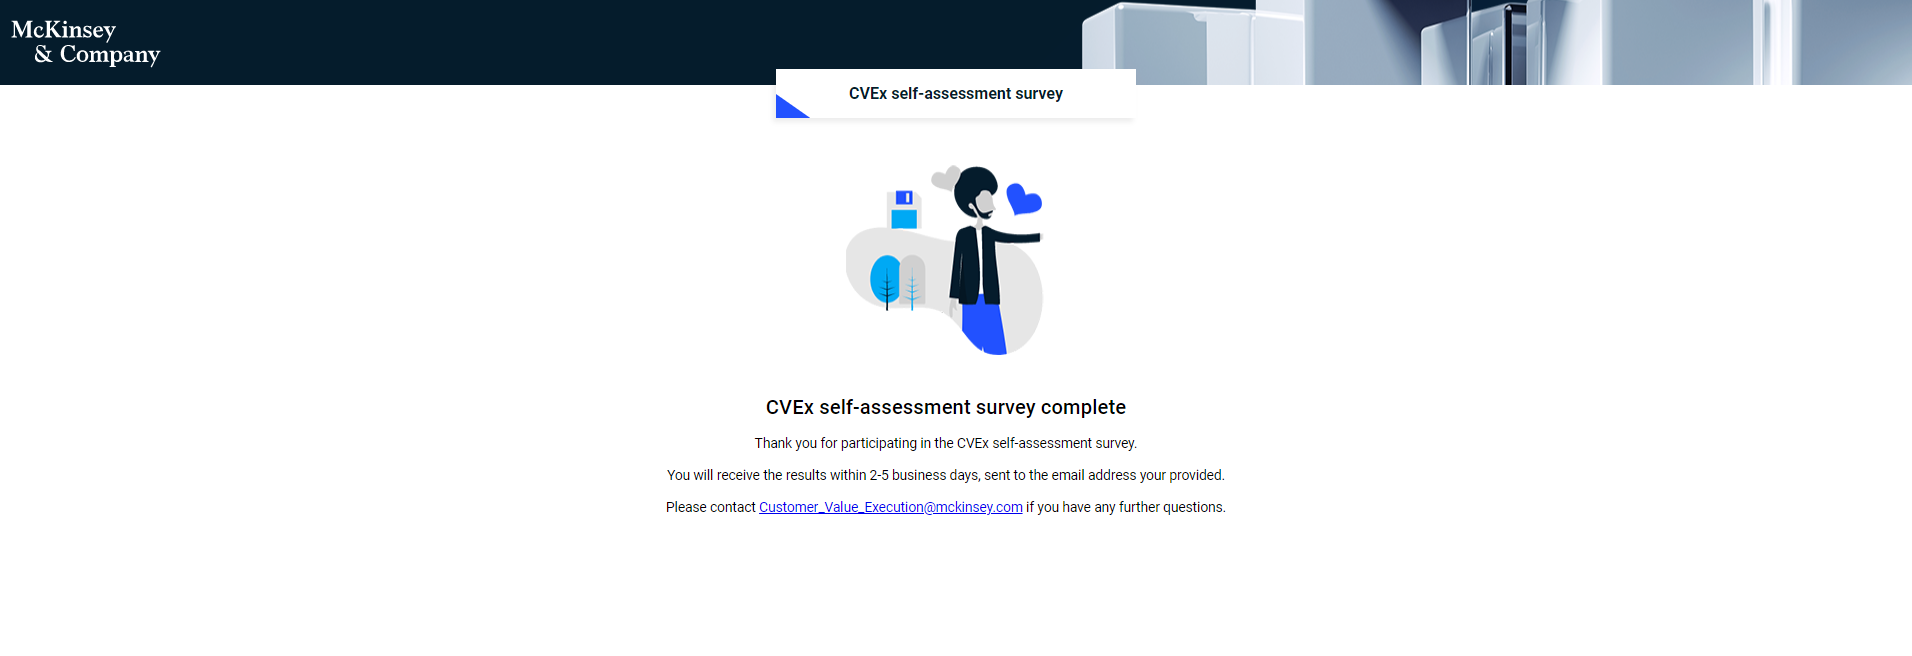 McKinsey
& Company
CVEx self-assessment survey
CVEx self-assessment survey complete
Thank you for participating in the CVEx self-assessment survey.
You will receive the results within 2-5 business days, sent to the email address your provided.
Please contact Customer_Value_Execution@mckinsey.com if you have any further questions.